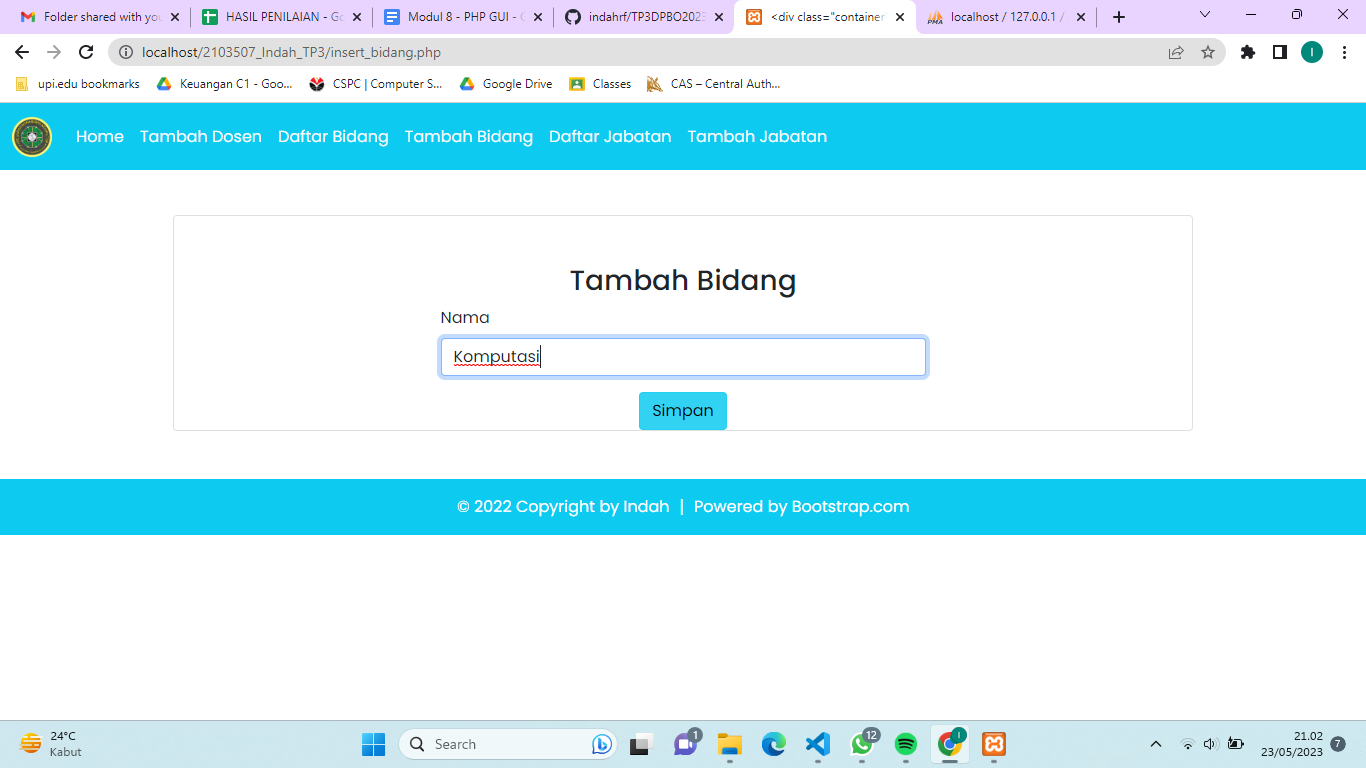 Folder shared with you
HASIL PENILAIAN - Go
Modul 8 - PHP GUI - G
indahrf/TP3DPBO2023
<div class="container
localhost / 127.0.0.1 /
localhost/2103507_Indah_TP3/insert_bidang.php
I
upi.edu bookmarks
Keuangan C1 - Goo...
CSPC | Computer S...
Google Drive
Classes
CAS – Central Auth...
Home
Tambah Dosen
Daftar Bidang
Tambah Bidang
Daftar Jabatan
Tambah Jabatan
Tambah Bidang
Nama
Komputasi
Simpan
© 2022 Copyright by Indah | Powered by Bootstrap.com
24°C
Kabut
Search
1
12
I
21.02
23/05/2023
7